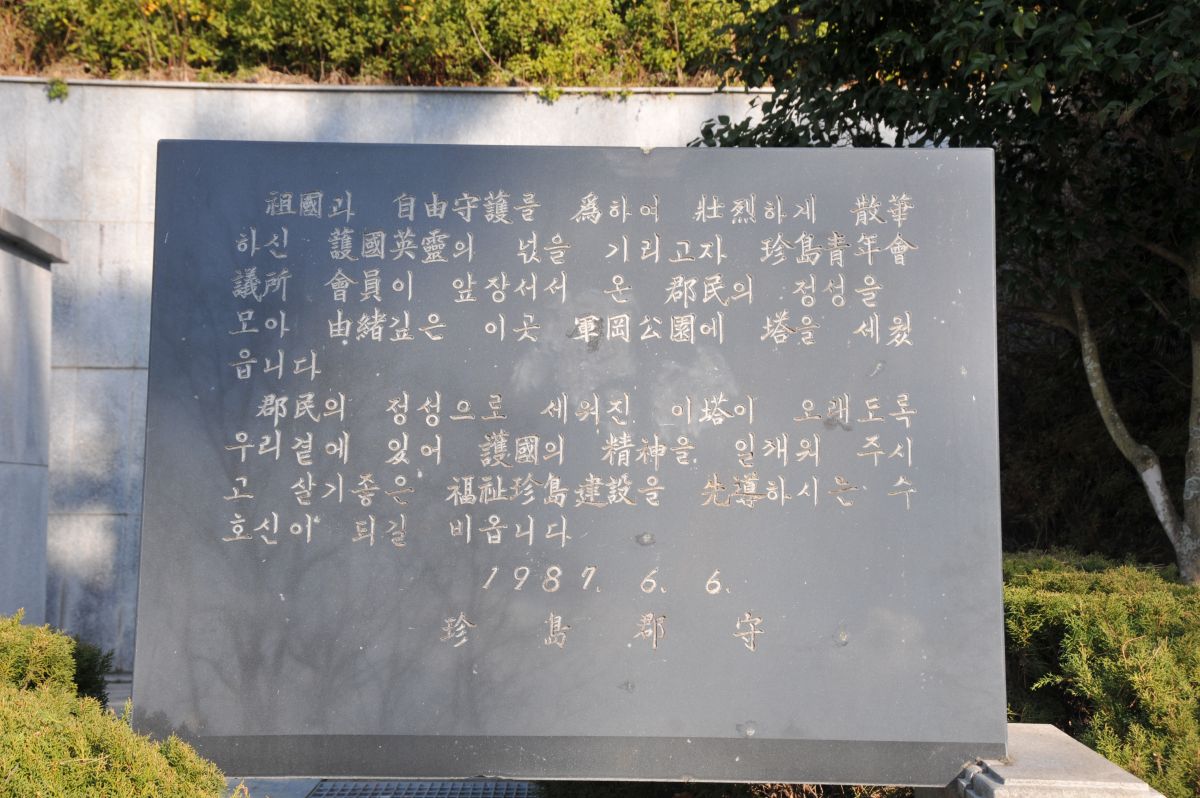 祖國과 自由守護를 爲하여 壯烈하게 散華
하신 護國英靈의 넋을 기리고자 珍島靑年會
議所 會員이 앞장서서 온 郡民의 정성을
모아 由緖깊은 이곳 軍岡公園에 塔을 세웠
읍니다
郡民의 정성으로 세워진 이塔이 오래도록
우리곁에 있어 護國의 精神을 일깨워 주시
고 살기좋은 福祉珍島建設을 先導하시는 수
호신이 되길 비옵니다
1987. 6. 6.
珍島郡守